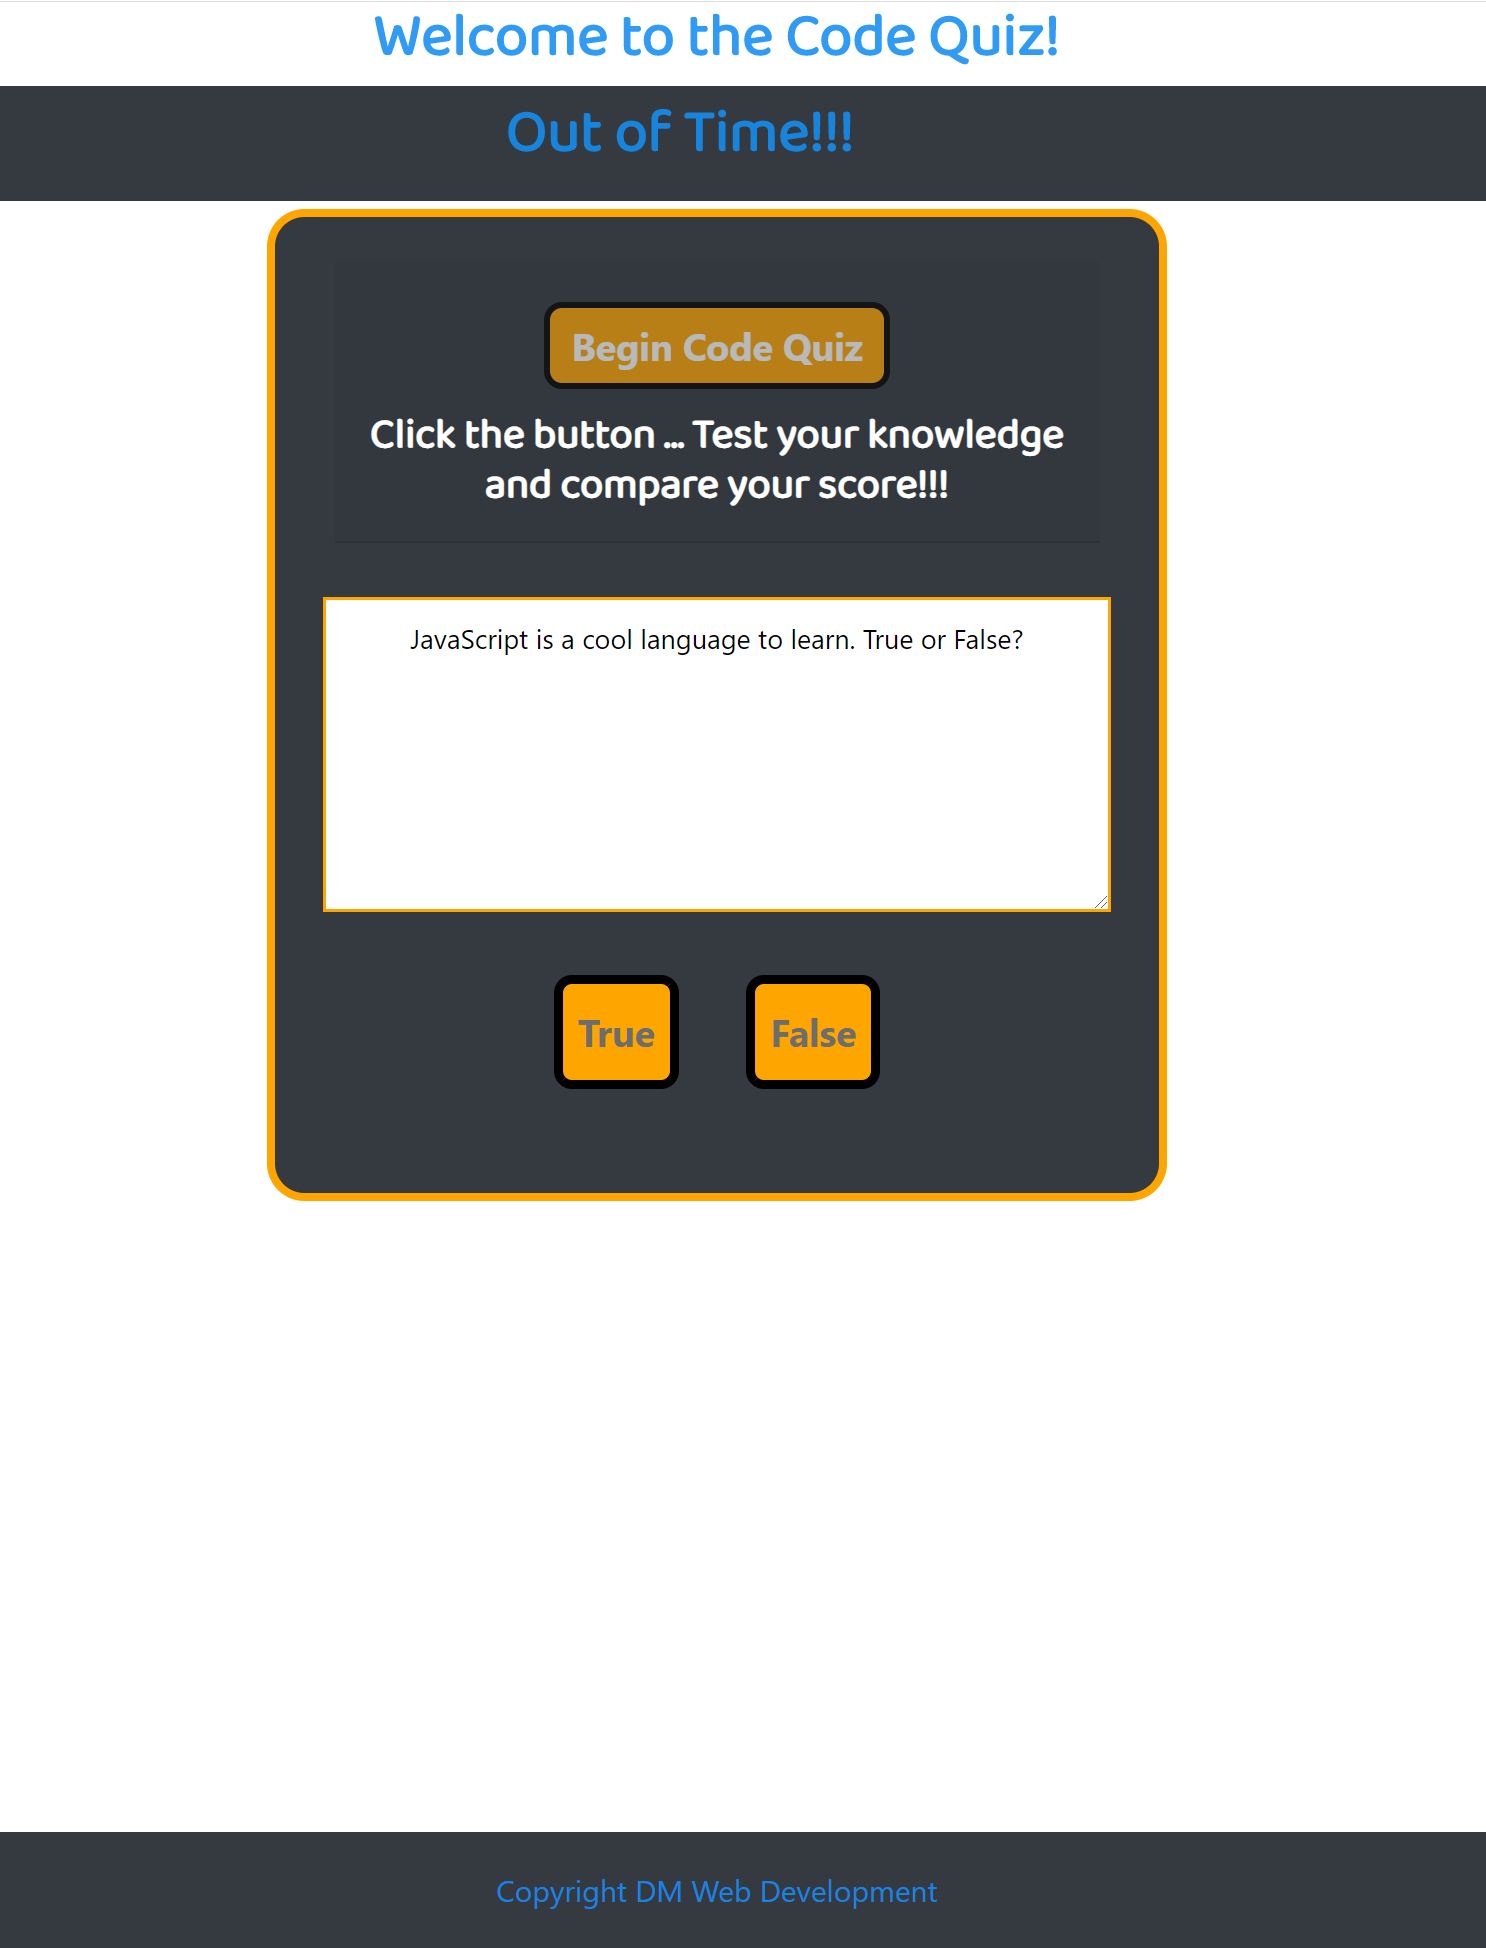 Welcome to the Code Quiz!
Out of Time!!!
Begin Code Quiz
Click the button ... Test your knowledge
and compare your score!!!
JavaScript is a cool language to learn. True or False?
True False
Copyright DM Web Development